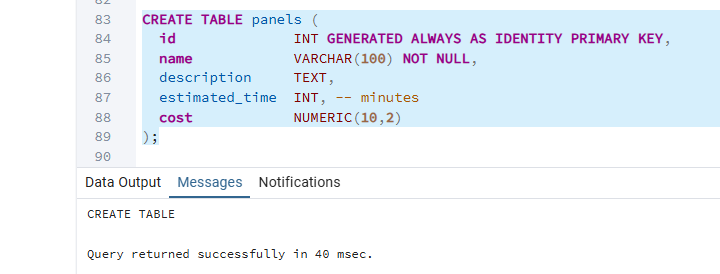 83 CREATE TABLE panels (
84 id INT GENERATED ALWAYS AS IDENTITY PRIMARY KEY,
85 name VARCHAR(100) NOT NULL,
86 description TEXT,
87 estimated_time INT, -- minutes
88 cost NUMERIC(10,2)
89 );
90
Data Output Messages Notifications
CREATE TABLE
Query returned successfully in 40 msec.